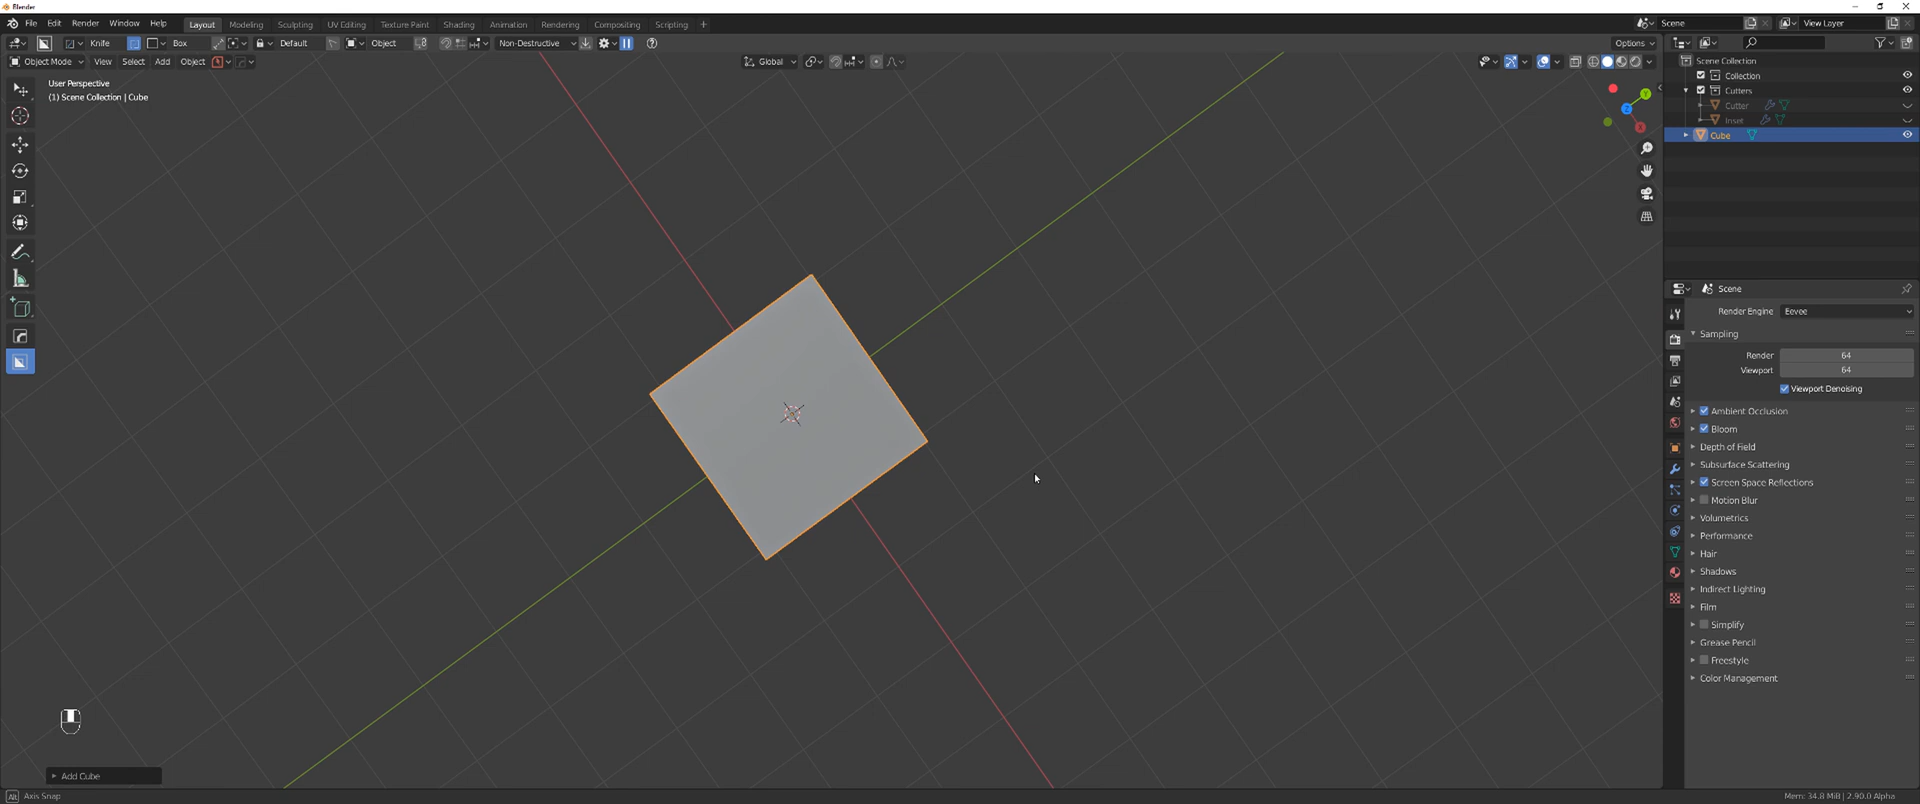 Blender
File Edit Render Window Help
Layout Modeling Sculpting UV Editing Texture Paint Shading Animation Rendering Compositing Scripting +
Scene
View Layer
Knife
Box
Default
Object
Non-Destructive
Options
Object Mode View Select Add Object
Global
User Perspective
(1) Scene Collection | Cube
Y
Z
X
Scene Collection
Collection
Cutters
Cutter
Inset
Cube
Scene
Render Engine Eevee
Sampling
Render 64
Viewport 64
Viewport Denoising
Ambient Occlusion
Bloom
Depth of Field
Subsurface Scattering
Screen Space Reflections
Motion Blur
Volumetrics
Performance
Hair
Shadows
Indirect Lighting
Film
Simplify
Grease Pencil
Freestyle
Color Management
Add Cube
Alt Axis Snap
Mem: 34.8 MiB | 2.90.0 Alpha